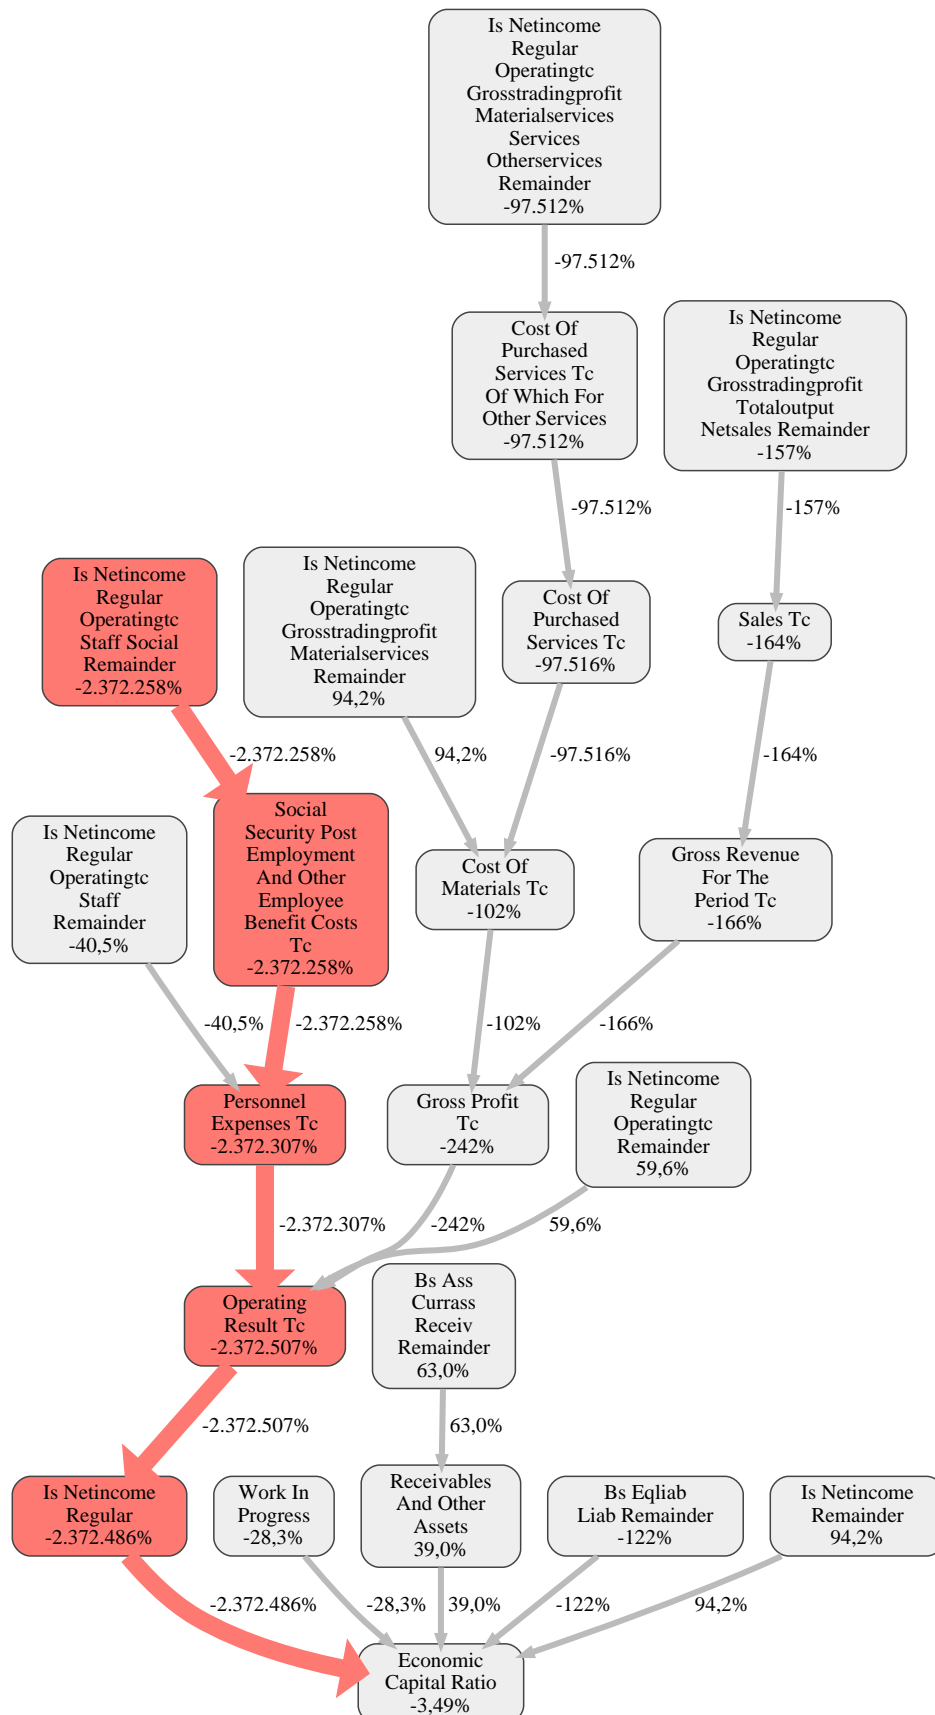 Is Netincome
Regular
Operatingtc
Grosstradingprofit
Materialservices
Services
Otherservices
Remainder
-97.512%
-97.512%
Cost Of
Purchased
Services Tc
Of Which For
Other Services
-97.512%
Is Netincome
Regular
Operatingtc
Grosstradingprofit
Totaloutput
Netsales Remainder
-157%
-97.512%
-157%
Is Netincome
Regular
Operatingtc
Staff Social
Remainder
-2.372.258%
Is Netincome
Regular
Operatingtc
Grosstradingprofit
Materialservices
Remainder
94,2%
Cost Of
Purchased
Services Tc
-97.516%
Sales Tc
-164%
-2.372.258%
94,2%
-97.516%
-164%
Is Netincome
Regular
Operatingtc
Staff
Remainder
-40,5%
Social
Security Post
Employment
And Other
Employee
Benefit Costs
Tc
-2.372.258%
Cost Of
Materials Tc
-102%
Gross Revenue
For The
Period Tc
-166%
-40,5%
-2.372.258%
-102%
-166%
Personnel
Expenses Tc
-2.372.307%
Gross Profit
Tc
-242%
Is Netincome
Regular
Operatingtc
Remainder
59,6%
-2.372.307%
-242%
59,6%
Operating
Result Tc
-2.372.507%
Bs Ass
Currass
Receiv
Remainder
63,0%
-2.372.507%
63,0%
Is Netincome
Regular
-2.372.486%
Work In
Progress
-28,3%
Receivables
And Other
Assets
39,0%
Bs Eqliab
Liab Remainder
-122%
Is Netincome
Remainder
94,2%
-2.372.486%
-28,3%
39,0%
-122%
94,2%
Economic
Capital Ratio
-3,49%